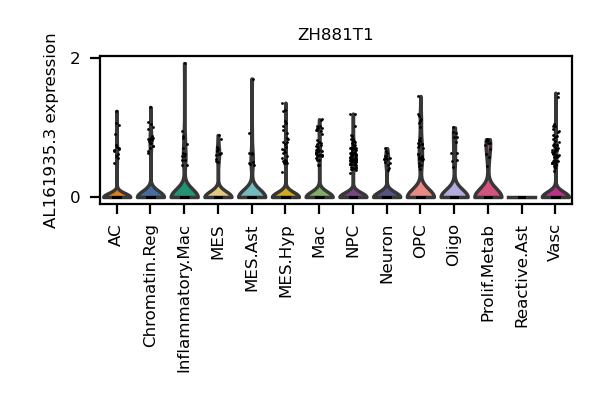 ZH881T1
AL161935.3 expression
2
0
AC
Chromatin.Reg
Inflammatory.Mac
MES
MES.Ast
MES.Hyp
Mac
NPC
Neuron
OPC
Oligo
Prolif.Metab
Reactive.Ast
Vasc